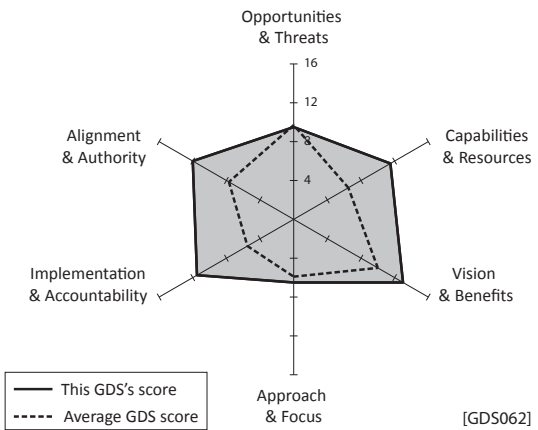 Opportunities
& Threats
16
12
8
4
Alignment
& Authority
Capabilities
& Resources
Implementation
& Accountability
Vision
& Benefits
Approach
& Focus
This GDS's score
Average GDS score
[GDS062]